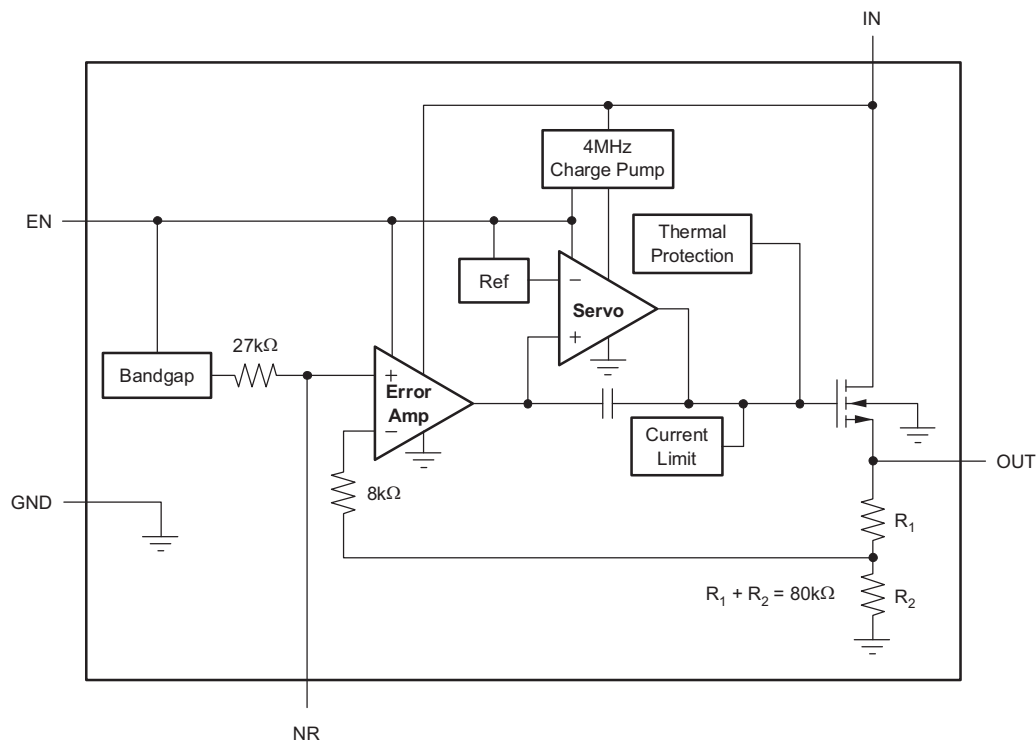 IN
4MHz
Charge Pump
EN
Thermal
Protection
Ref
−
Servo
+
27kΩ
Bandgap
+
Error
Amp
−
Current
Limit
OUT
8kΩ
GND
R₁
R₁ + R₂ = 80kΩ
R₂
NR